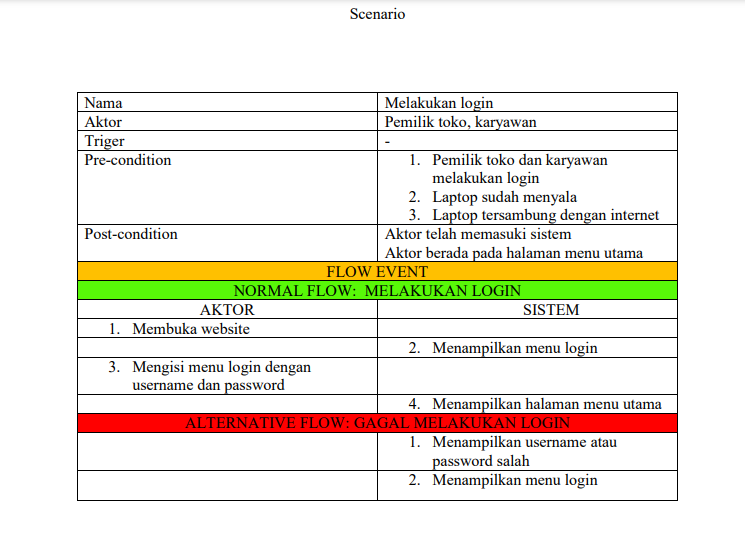 Scenario
Nama Melakukan login
Aktor Pemilik toko, karyawan
Triger -
Pre-condition 1. Pemilik toko dan karyawan
melakukan login
2. Laptop sudah menyala
3. Laptop tersambung dengan internet
Post-condition Aktor telah memasuki sistem
Aktor berada pada halaman menu utama
FLOW EVENT
NORMAL FLOW: MELAKUKAN LOGIN
AKTOR SISTEM
1. Membuka website
2. Menampilkan menu login
3. Mengisi menu login dengan
username dan password
4. Menampilkan halaman menu utama
ALTERNATIVE FLOW: GAGAL MELAKUKAN LOGIN
1. Menampilkan username atau
password salah
2. Menampilkan menu login